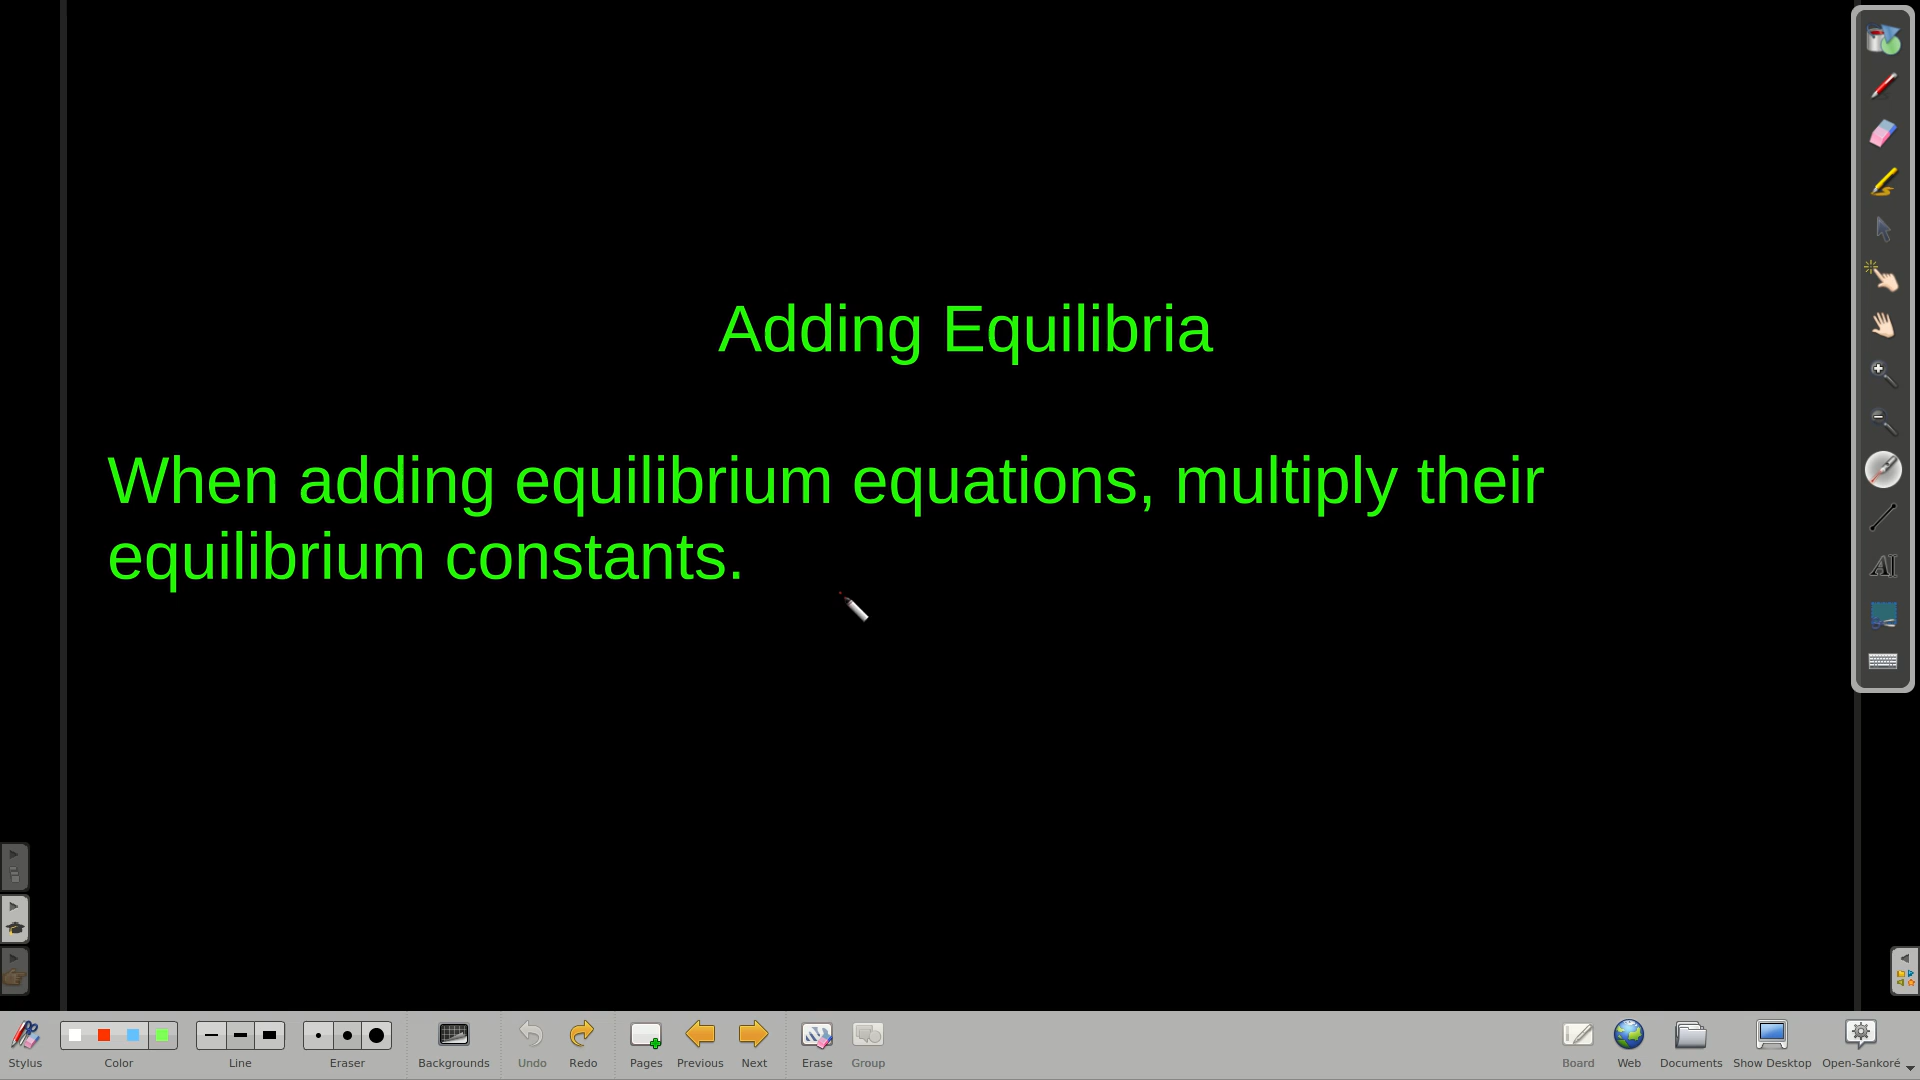 Adding Equilibria
When adding equilibrium equations, multiply their
equilibrium constants.
Stylus
Color
Line
Eraser
Backgrounds
Undo
Redo
Pages
Previous
Next
Erase
Group
Board
Web
Documents
Show Desktop
Open-Sankoré